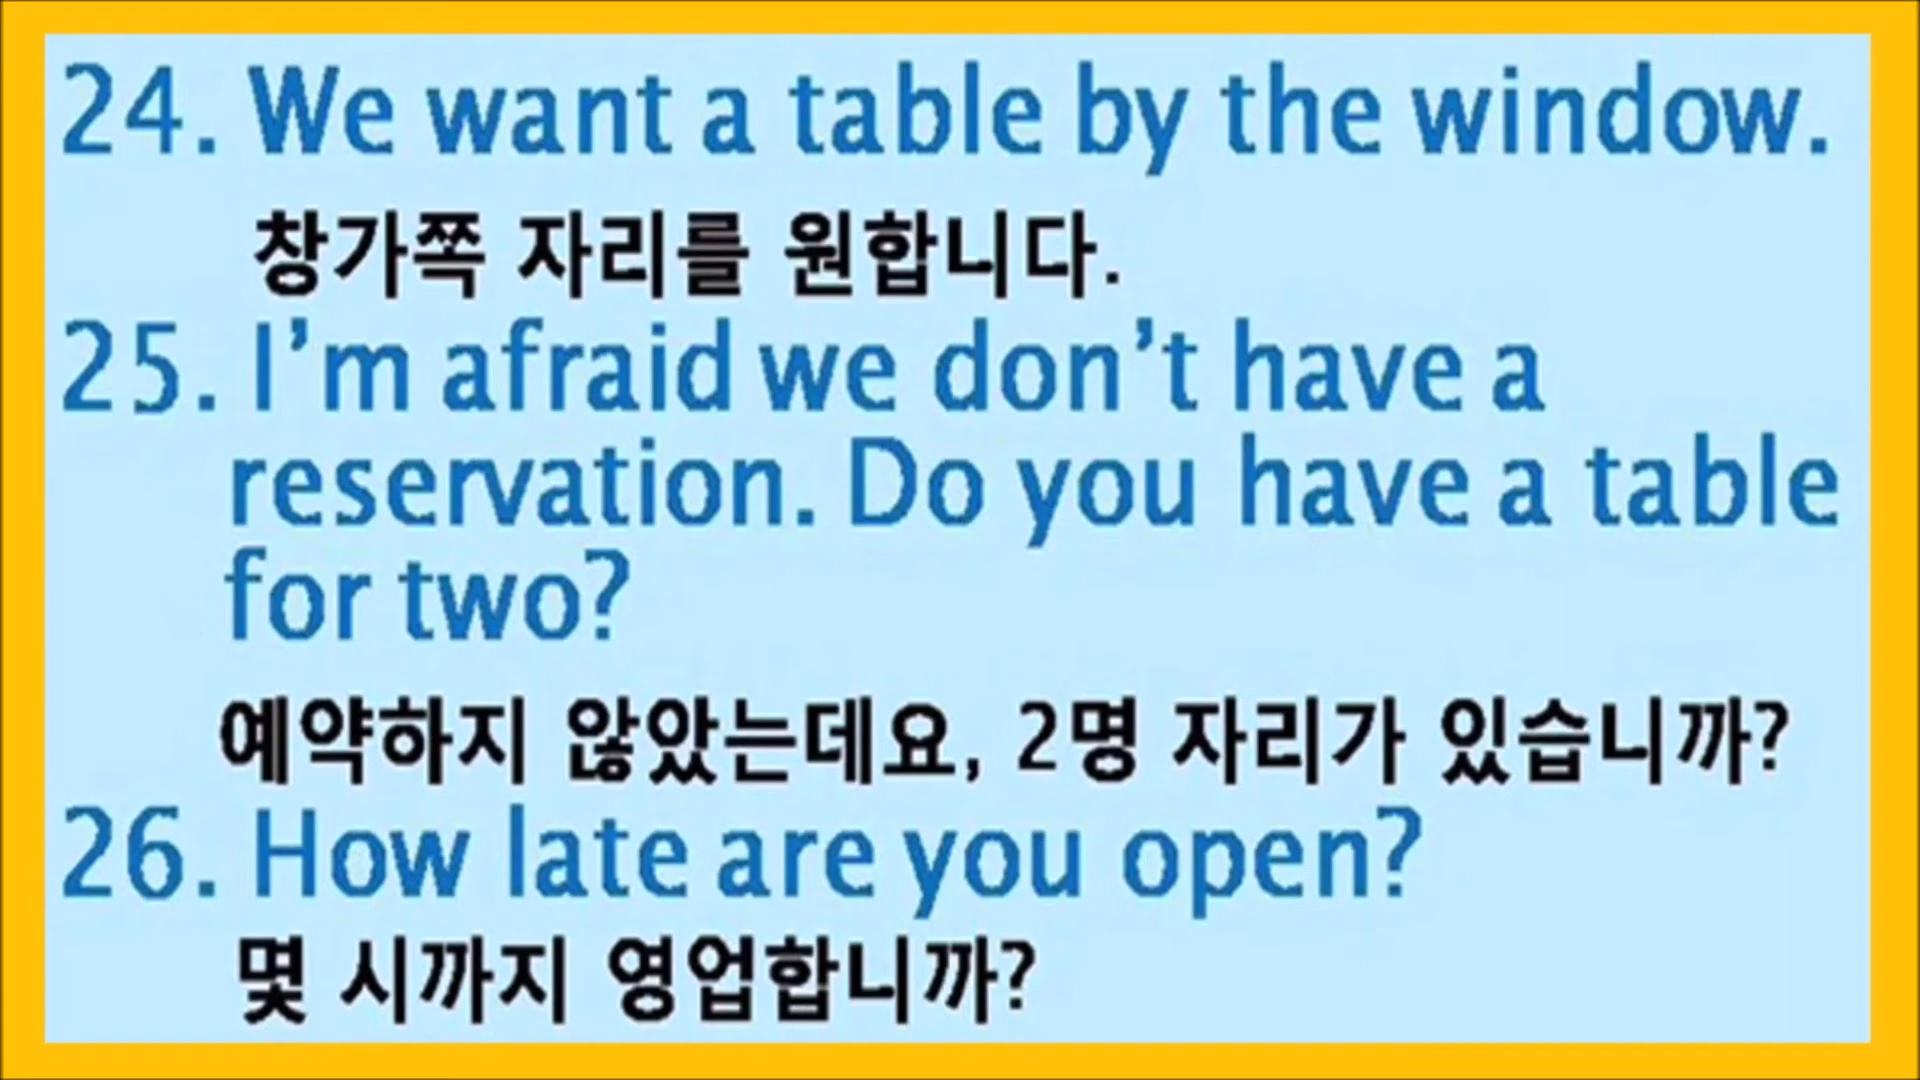 24. We want a table by the window.
창가쪽 자리를 원합니다.
25. I’m afraid we don’t have a
reservation. Do you have a table
for two?
예약하지 않았는데요, 2명 자리가 있습니까?
26. How late are you open?
몇 시까지 영업합니까?